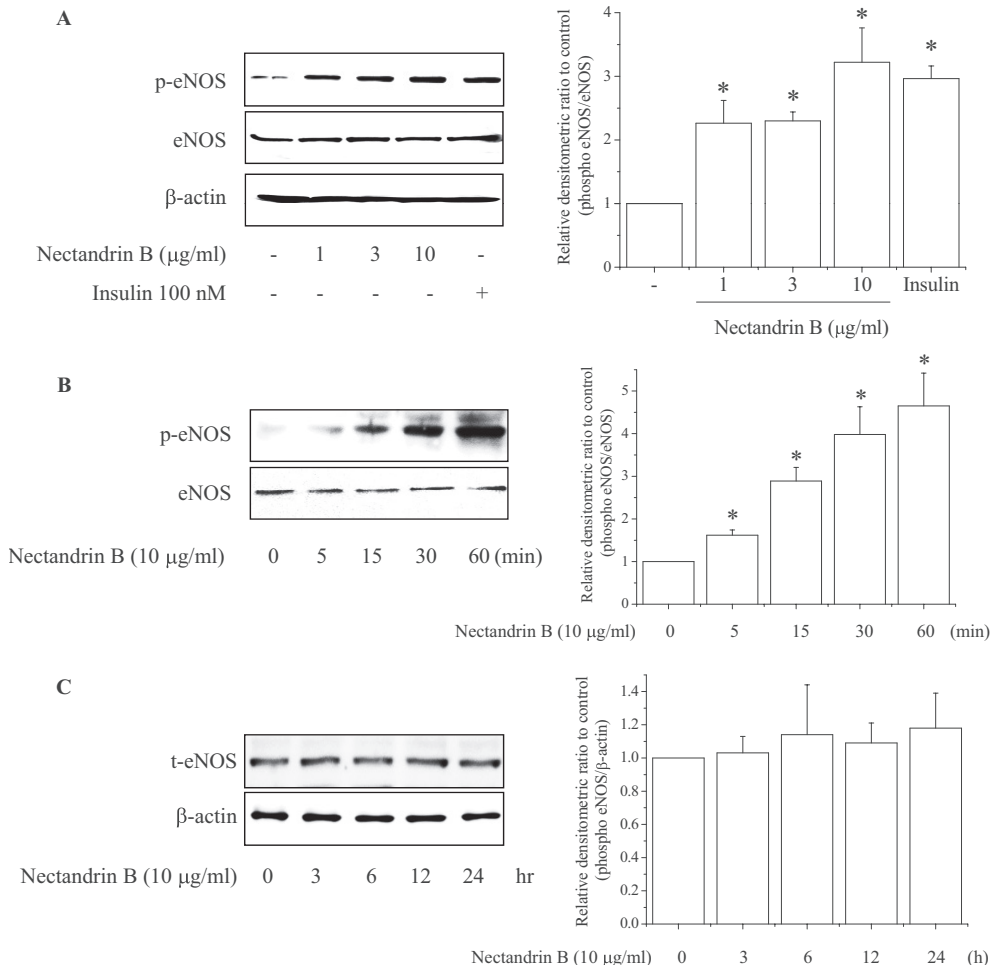 A
p-eNOS
eNOS
β-actin
Nectandrin B (μg/ml) - 1 3 10 -
Insulin 100 nM - - - - +
Relative densitometric ratio to control
(phospho eNOS/eNOS)
4
3
2
1
0
* * * *
- 1 3 10 Insulin
Nectandrin B (μg/ml)
B
p-eNOS
eNOS
Nectandrin B (10 μg/ml) 0 5 15 30 60 (min)
Relative densitometric ratio to control
(phospho eNOS/eNOS)
5
4
3
2
1
0
* * * *
Nectandrin B (10 μg/ml) 0 5 15 30 60 (min)
C
t-eNOS
β-actin
Nectandrin B (10 μg/ml) 0 3 6 12 24 hr
Relative densitometric ratio to control
(phospho eNOS/β-actin)
1.4
1.2
1.0
0.8
0.6
0.4
0.2
0.0
Nectandrin B (10 μg/ml) 0 3 6 12 24 (h)